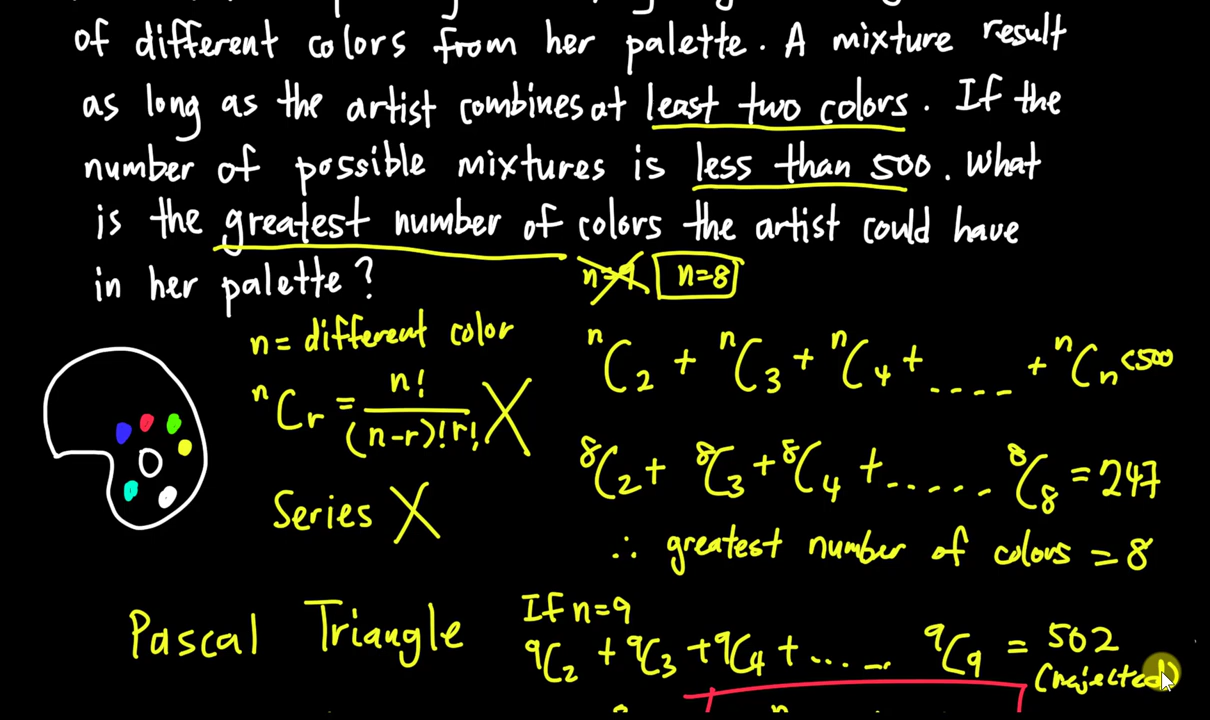 of different colors from her palette. A mixture result
as long as the artist combines at least two colors. If the
number of possible mixtures is less than 500. What
is the greatest number of colors the artist could have
in her palette?
n=9 n=8
n = different color
nCr = n! / (n-r)! r! X
nC2 + nC3 + nC4 + ..... + nCn <500
Series X
8C2 + 8C3 + 8C4 + ...... 8C8 = 247
∴ greatest number of colors = 8
Pascal Triangle
If n=9
9C2 + 9C3 + 9C4 + ..... 9C9 = 502
(rejected)